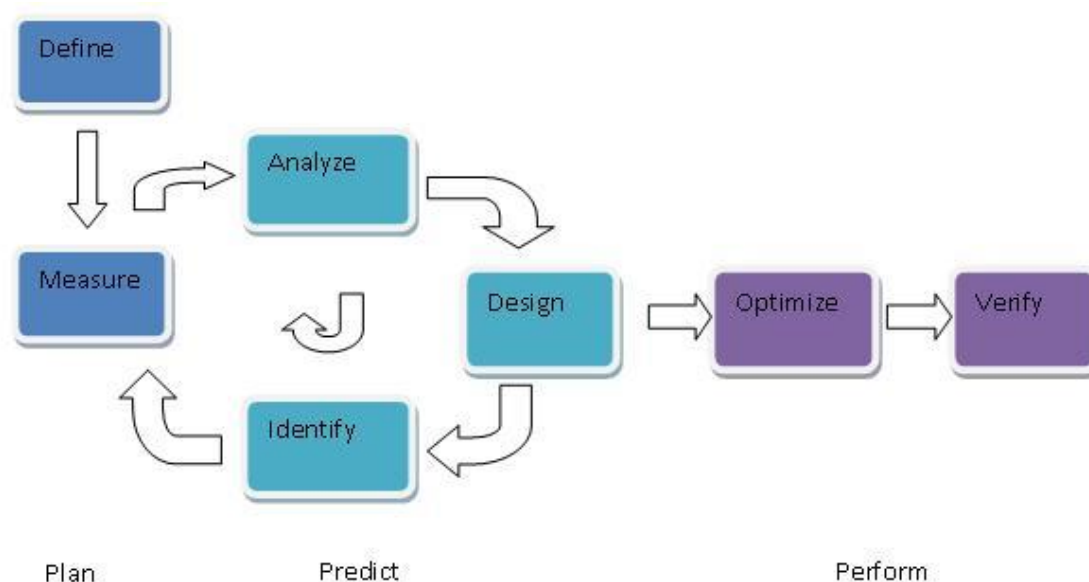 Define
Analyze
Measure
Design
Optimize
Verify
Identify
Plan
Predict
Perform